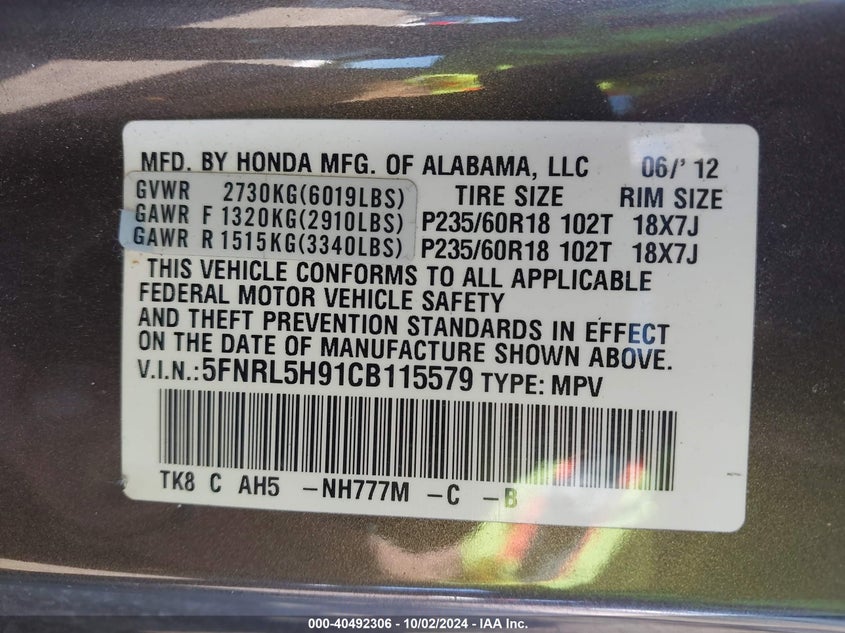 MFD. BY HONDA MFG. OF ALABAMA, LLC 06/' 12
GVWR 2730KG(6019LBS) TIRE SIZE RIM SIZE
GAWR F 1320KG(2910LBS) P235/60R18 102T 18X7J
GAWR R 1515KG(3340LBS) P235/60R18 102T 18X7J
THIS VEHICLE CONFORMS TO ALL APPLICABLE
FEDERAL MOTOR VEHICLE SAFETY
AND THEFT PREVENTION STANDARDS IN EFFECT
ON THE DATE OF MANUFACTURE SHOWN ABOVE.
V.I.N.:5FNRL5H91CB115579 TYPE: MPV
TK8 C AH5 -NH777M -C -B
000-40492306 - 10/02/2024 - IAA Inc.